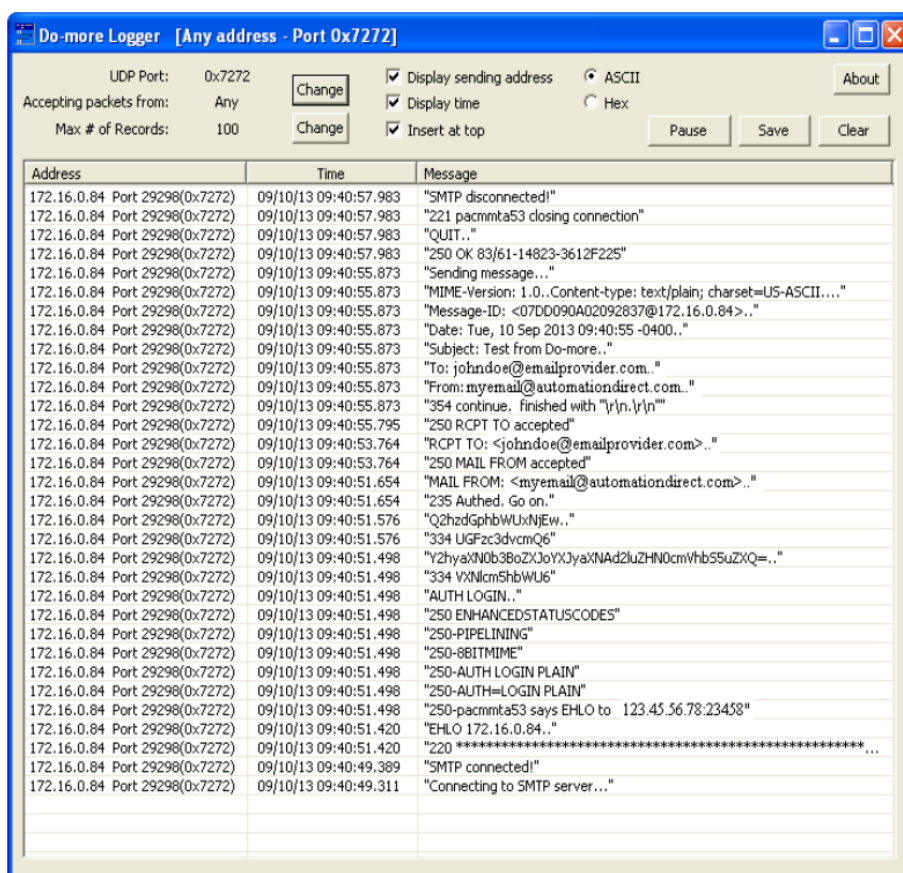 Do-more Logger [Any address - Port 0x7272]
UDP Port: 0x7272 Change Display sending address ASCII About
Accepting packets from: Any Display time Hex
Max # of Records: 100 Change Insert at top Pause Save Clear
Address Time Message
172.16.0.84 Port 29298(0x7272) 09/10/13 09:40:57.983 "SMTP disconnected!"
172.16.0.84 Port 29298(0x7272) 09/10/13 09:40:57.983 "221 pacmmta53 closing connection"
172.16.0.84 Port 29298(0x7272) 09/10/13 09:40:57.983 "QUIT.."
172.16.0.84 Port 29298(0x7272) 09/10/13 09:40:57.983 "250 OK 83/61-14823-3612F225"
172.16.0.84 Port 29298(0x7272) 09/10/13 09:40:55.873 "Sending message..."
172.16.0.84 Port 29298(0x7272) 09/10/13 09:40:55.873 "MIME-Version: 1.0..Content-type: text/plain; charset=US-ASCII...."
172.16.0.84 Port 29298(0x7272) 09/10/13 09:40:55.873 "Message-ID: <07DD090A02092837@172.16.0.84>.."
172.16.0.84 Port 29298(0x7272) 09/10/13 09:40:55.873 "Date: Tue, 10 Sep 2013 09:40:55 -0400.."
172.16.0.84 Port 29298(0x7272) 09/10/13 09:40:55.873 "Subject: Test from Do-more.."
172.16.0.84 Port 29298(0x7272) 09/10/13 09:40:55.873 "To: johndoe@emailprovider.com.."
172.16.0.84 Port 29298(0x7272) 09/10/13 09:40:55.873 "From: myemail@automationdirect.com.."
172.16.0.84 Port 29298(0x7272) 09/10/13 09:40:55.873 "354 continue. finished with "\r\n.\r\n""
172.16.0.84 Port 29298(0x7272) 09/10/13 09:40:55.795 "250 RCPT TO accepted"
172.16.0.84 Port 29298(0x7272) 09/10/13 09:40:53.764 "RCPT TO: <johndoe@emailprovider.com>.."
172.16.0.84 Port 29298(0x7272) 09/10/13 09:40:53.764 "250 MAIL FROM accepted"
172.16.0.84 Port 29298(0x7272) 09/10/13 09:40:51.654 "MAIL FROM: <myemail@automationdirect.com>.."
172.16.0.84 Port 29298(0x7272) 09/10/13 09:40:51.654 "235 Authed. Go on."
172.16.0.84 Port 29298(0x7272) 09/10/13 09:40:51.576 "Q2hzdGphbWUxNjEw.."
172.16.0.84 Port 29298(0x7272) 09/10/13 09:40:51.576 "334 UGFzc3dvcmQ6"
172.16.0.84 Port 29298(0x7272) 09/10/13 09:40:51.498 "Y2hyaXN0b3BoZXJoYXJyaXNAd2luZHN0cmVhbS5uZXQ=.."
172.16.0.84 Port 29298(0x7272) 09/10/13 09:40:51.498 "334 VXNlcm5hbWU6"
172.16.0.84 Port 29298(0x7272) 09/10/13 09:40:51.498 "AUTH LOGIN.."
172.16.0.84 Port 29298(0x7272) 09/10/13 09:40:51.498 "250 ENHANCEDSTATUSCODES"
172.16.0.84 Port 29298(0x7272) 09/10/13 09:40:51.498 "250-PIPELINING"
172.16.0.84 Port 29298(0x7272) 09/10/13 09:40:51.498 "250-8BITMIME"
172.16.0.84 Port 29298(0x7272) 09/10/13 09:40:51.498 "250-AUTH LOGIN PLAIN"
172.16.0.84 Port 29298(0x7272) 09/10/13 09:40:51.498 "250-AUTH=LOGIN PLAIN"
172.16.0.84 Port 29298(0x7272) 09/10/13 09:40:51.498 "250-pacmmta53 says EHLO to 123.45.56.78:23458"
172.16.0.84 Port 29298(0x7272) 09/10/13 09:40:51.420 "EHLO 172.16.0.84.."
172.16.0.84 Port 29298(0x7272) 09/10/13 09:40:51.420 "220 ************************************************************...
172.16.0.84 Port 29298(0x7272) 09/10/13 09:40:49.389 "SMTP connected!"
172.16.0.84 Port 29298(0x7272) 09/10/13 09:40:49.311 "Connecting to SMTP server..."